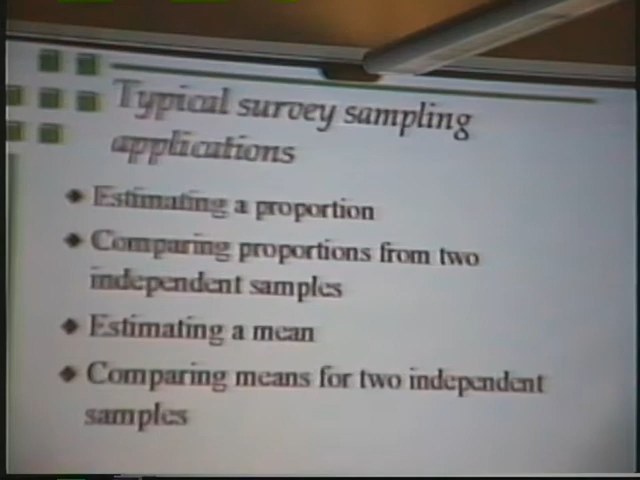 Typical survey sampling
applications
Estimating a proportion
Comparing proportions from two
independent samples
Estimating a mean
Comparing means for two independent
samples